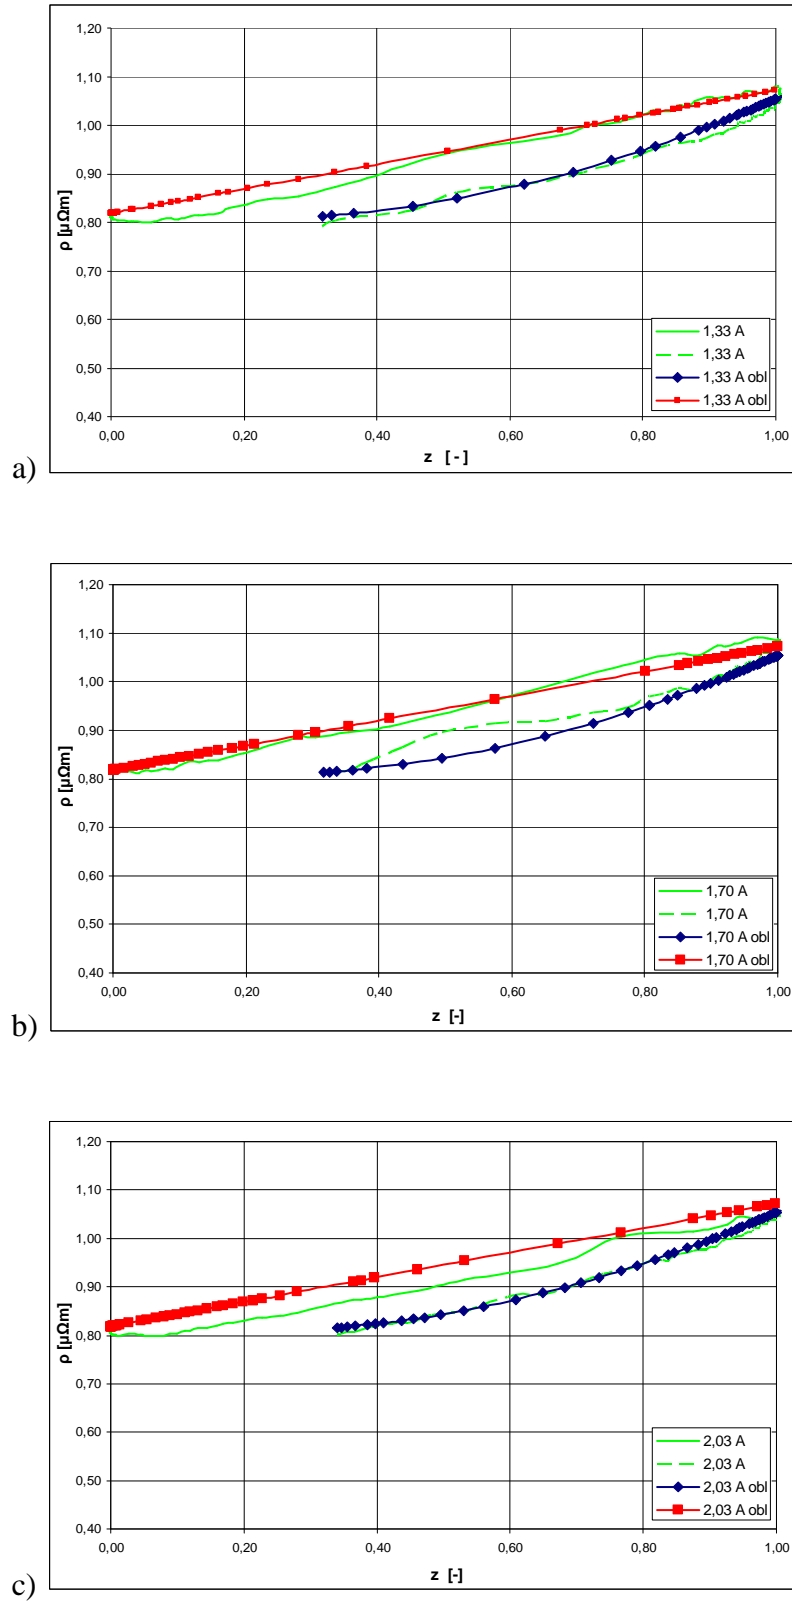 1,20
1,10
1,00
0,90
0,80
0,70
0,60
0,50
0,40
ρ [μΩm]
0,00 0,20 0,40 0,60 0,80 1,00
z [ - ]
1,33 A
1,33 A
1,33 A obl
1,33 A obl
a)
1,20
1,10
1,00
0,90
0,80
0,70
0,60
0,50
0,40
ρ [μΩm]
0,00 0,20 0,40 0,60 0,80 1,00
z [-]
1,70 A
1,70 A
1,70 A obl
1,70 A obl
b)
1,20
1,10
1,00
0,90
0,80
0,70
0,60
0,50
0,40
ρ [μΩm]
0,00 0,20 0,40 0,60 0,80 1,00
z [-]
2,03 A
2,03 A
2,03 A obl
2,03 A obl
c)